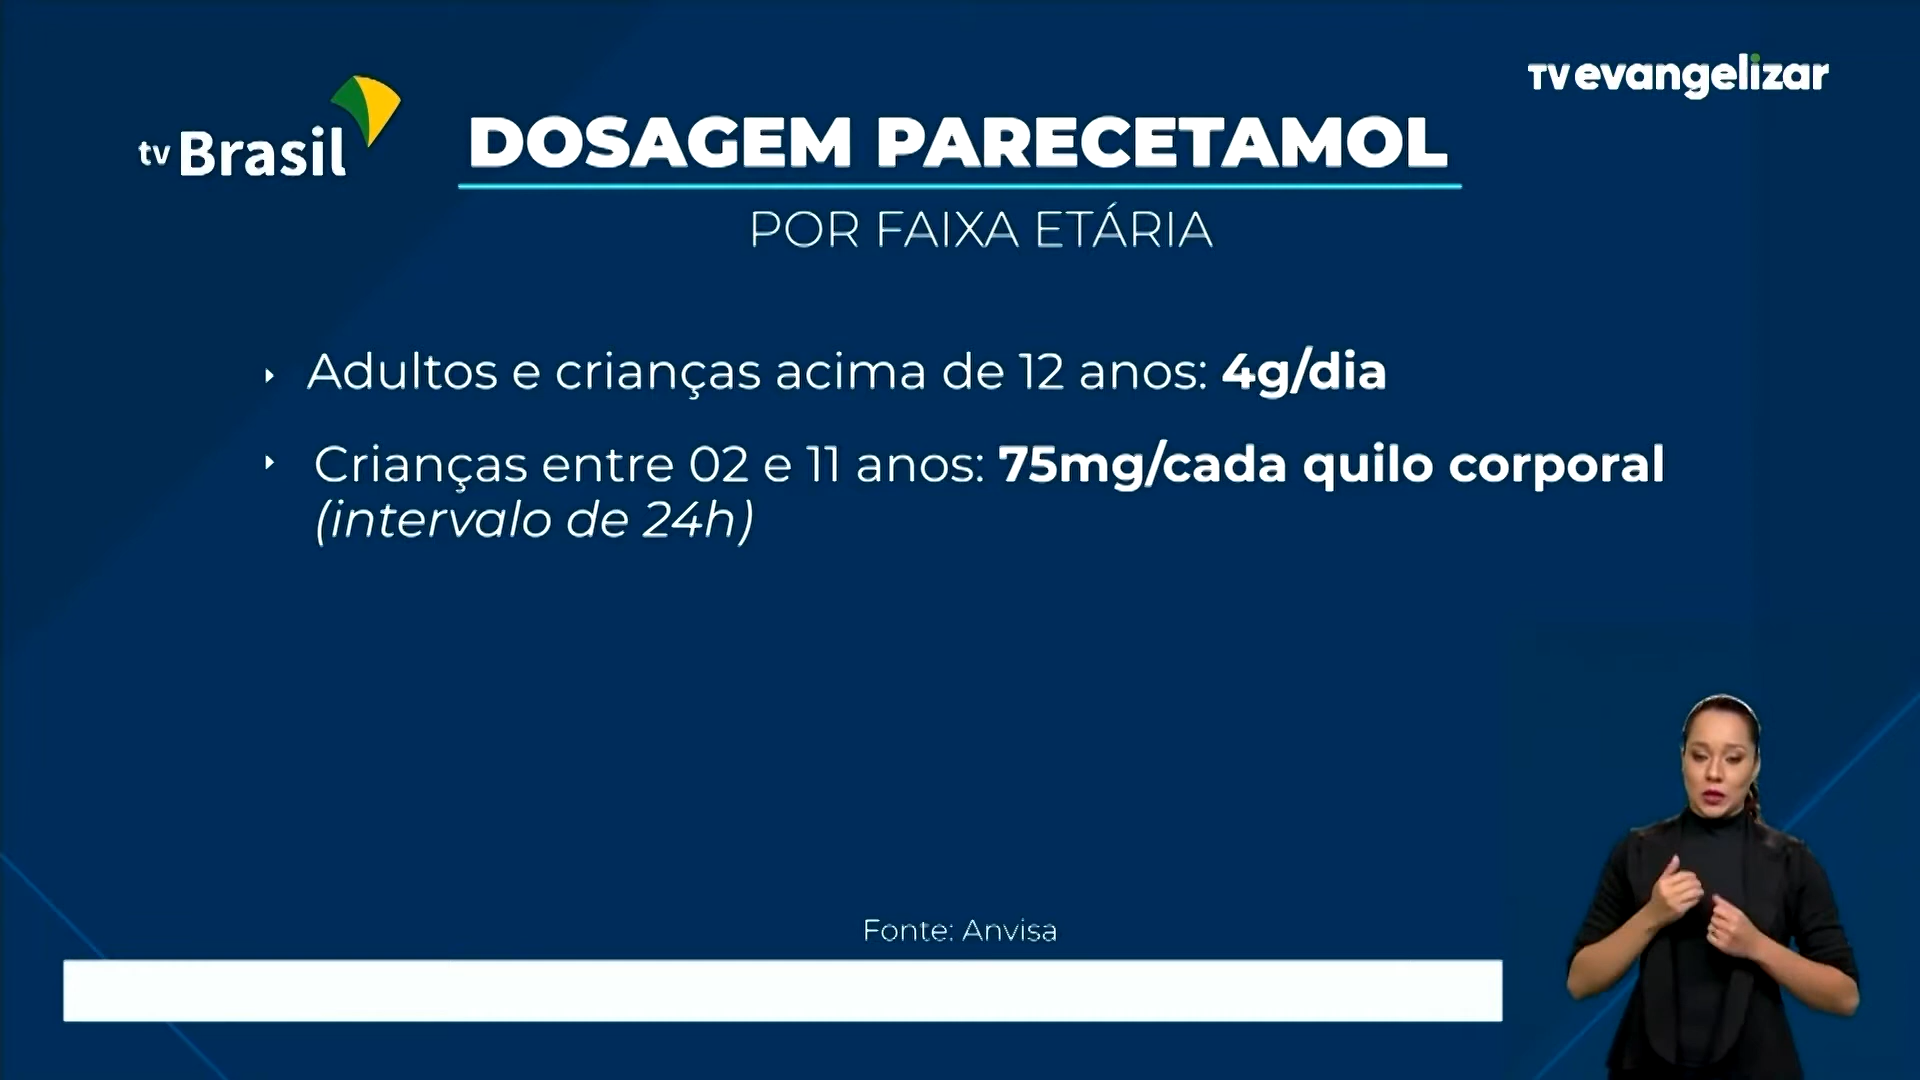 tv evangelizar
tv Brasil
DOSAGEM PARECETAMOL
POR FAIXA ETÁRIA
Adultos e crianças acima de 12 anos: 4g/dia
Crianças entre 02 e 11 anos: 75mg/cada quilo corporal
(intervalo de 24h)
Fonte: Anvisa